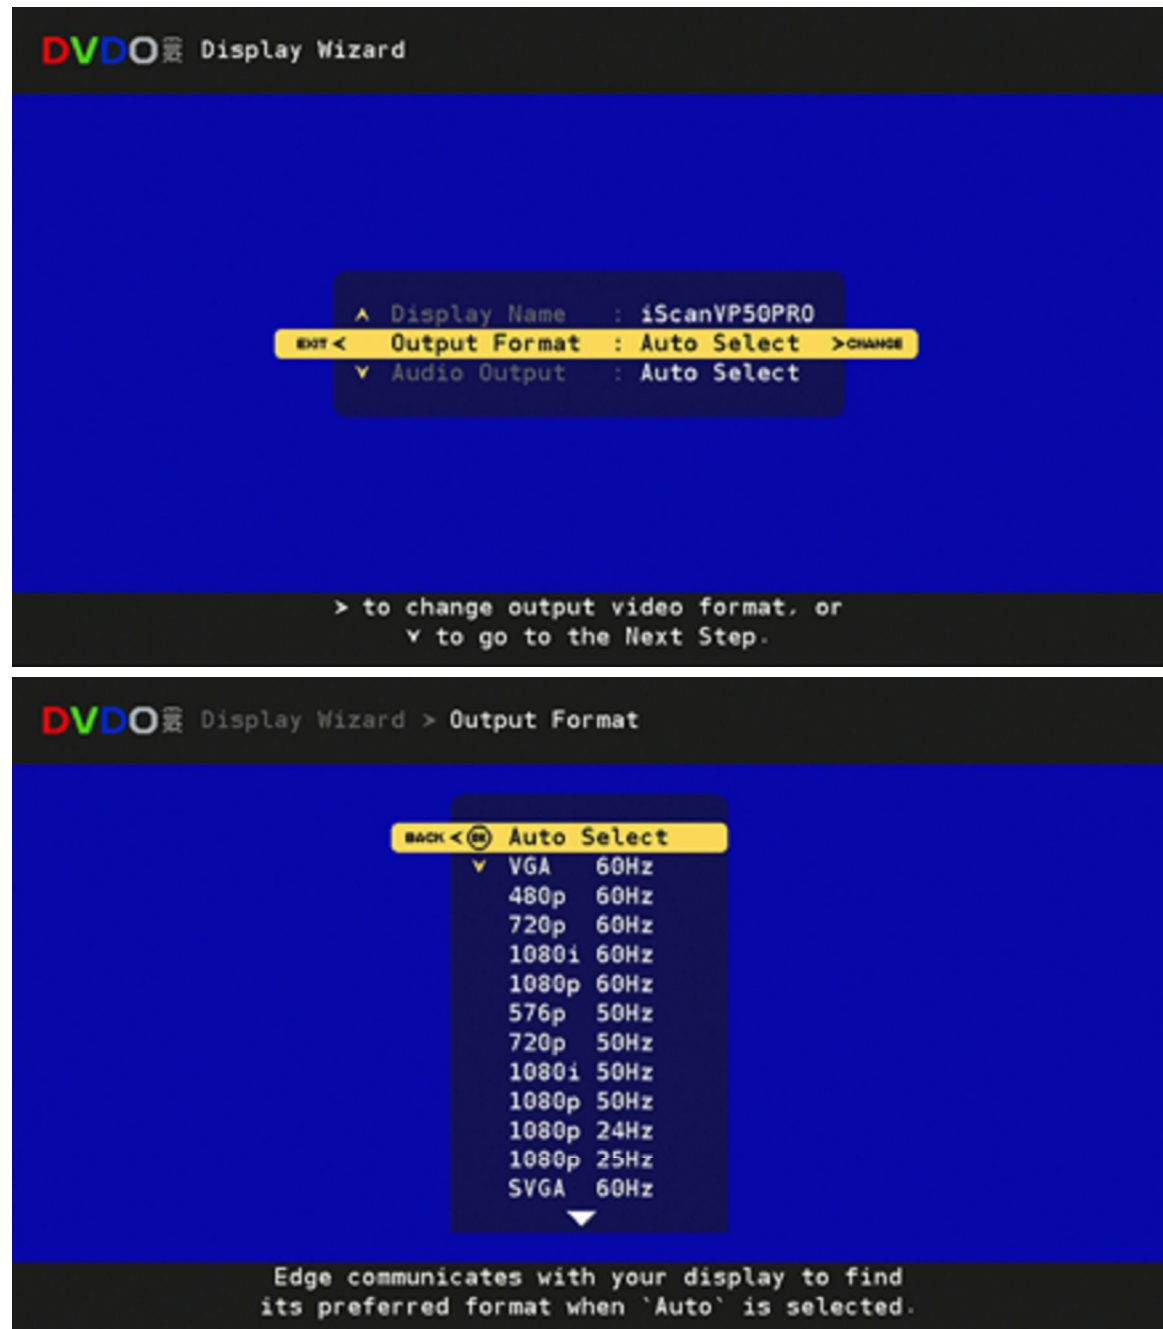 DVDO Display Wizard
Display Name : iScanVP50PRO
EXIT < Output Format : Auto Select > CHANGE
Audio Output : Auto Select
> to change output video format, or
v to go to the Next Step.
DVDO Display Wizard > Output Format
BACK < OK Auto Select
VGA 60Hz
480p 60Hz
720p 60Hz
1080i 60Hz
1080p 60Hz
576p 50Hz
720p 50Hz
1080i 50Hz
1080p 50Hz
1080p 24Hz
1080p 25Hz
SVGA 60Hz
Edge communicates with your display to find
its preferred format when `Auto` is selected.